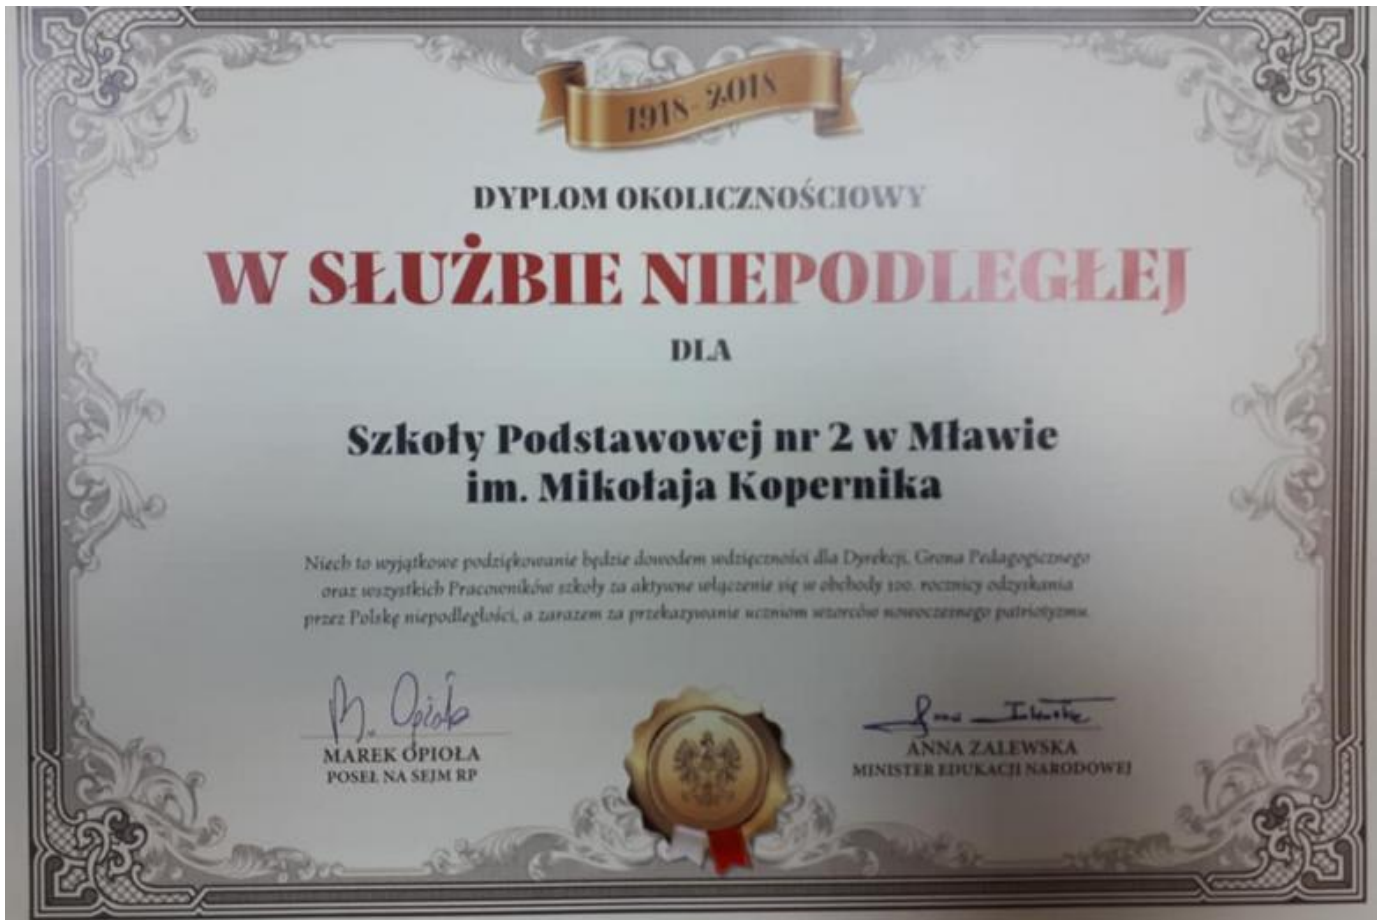 1918-2018
DYPLOM OKOLICZNOŚCIOWY
W SŁUŻBIE NIEPODLEGŁEJ
DLA
Szkoły Podstawowej nr 2 w Mławie
im. Mikołaja Kopernika
Niech to wyjątkowe podziękowanie będzie dowodem wdzięczności dla Dyrekcji, Grona Pedagogicznego
oraz wszystkich Pracowników szkoły za aktywne włączenie się w obchody 100. rocznicy odzyskania
przez Polskę niepodległości, a zarazem za przekazywanie uczniom wzorców nowoczesnego patriotyzmu.
M. Opioła
MAREK OPIOŁA
POSEŁ NA SEJM RP
Anna Zalewska
ANNA ZALEWSKA
MINISTER EDUKACJI NARODOWEJ